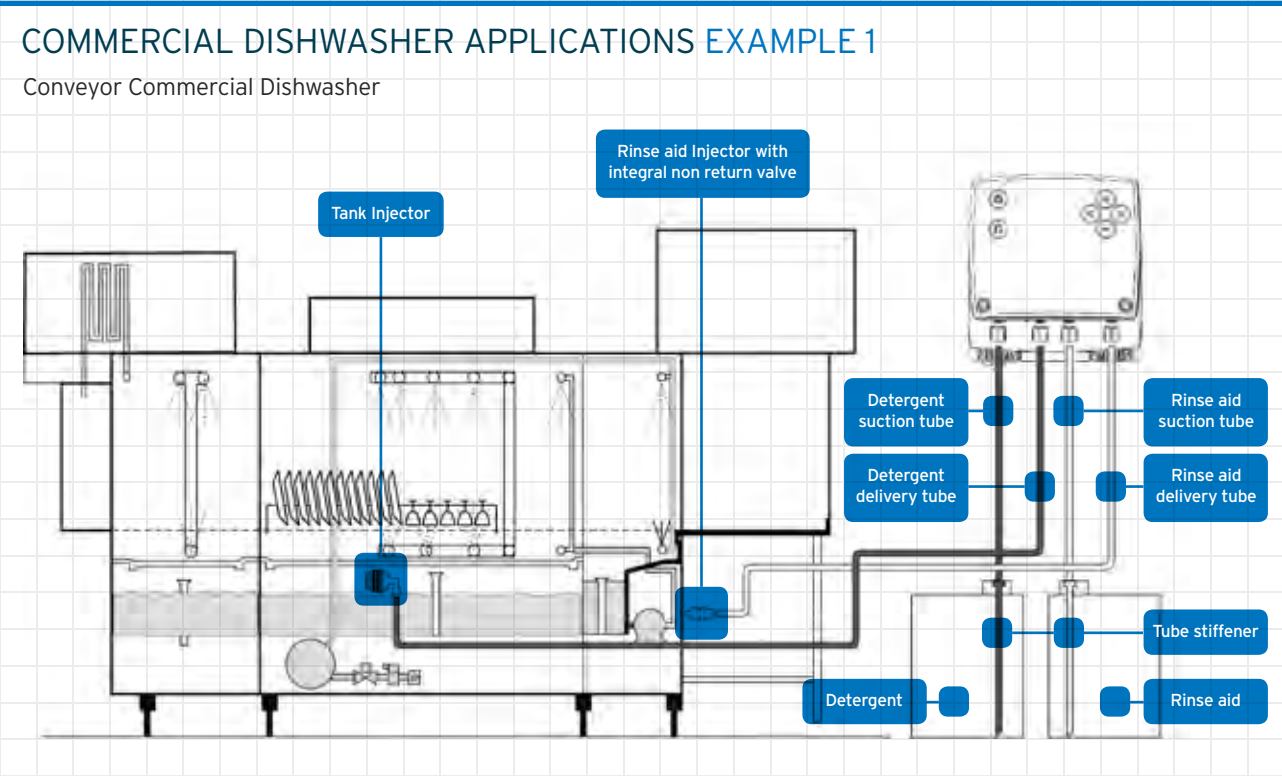 COMMERCIAL DISHWASHER APPLICATIONS EXAMPLE 1
Conveyor Commercial Dishwasher
Rinse aid Injector with
integral non return valve
Tank Injector
Detergent
suction tube
Rinse aid
suction tube
Detergent
delivery tube
Rinse aid
delivery tube
Tube stiffener
Detergent
Rinse aid